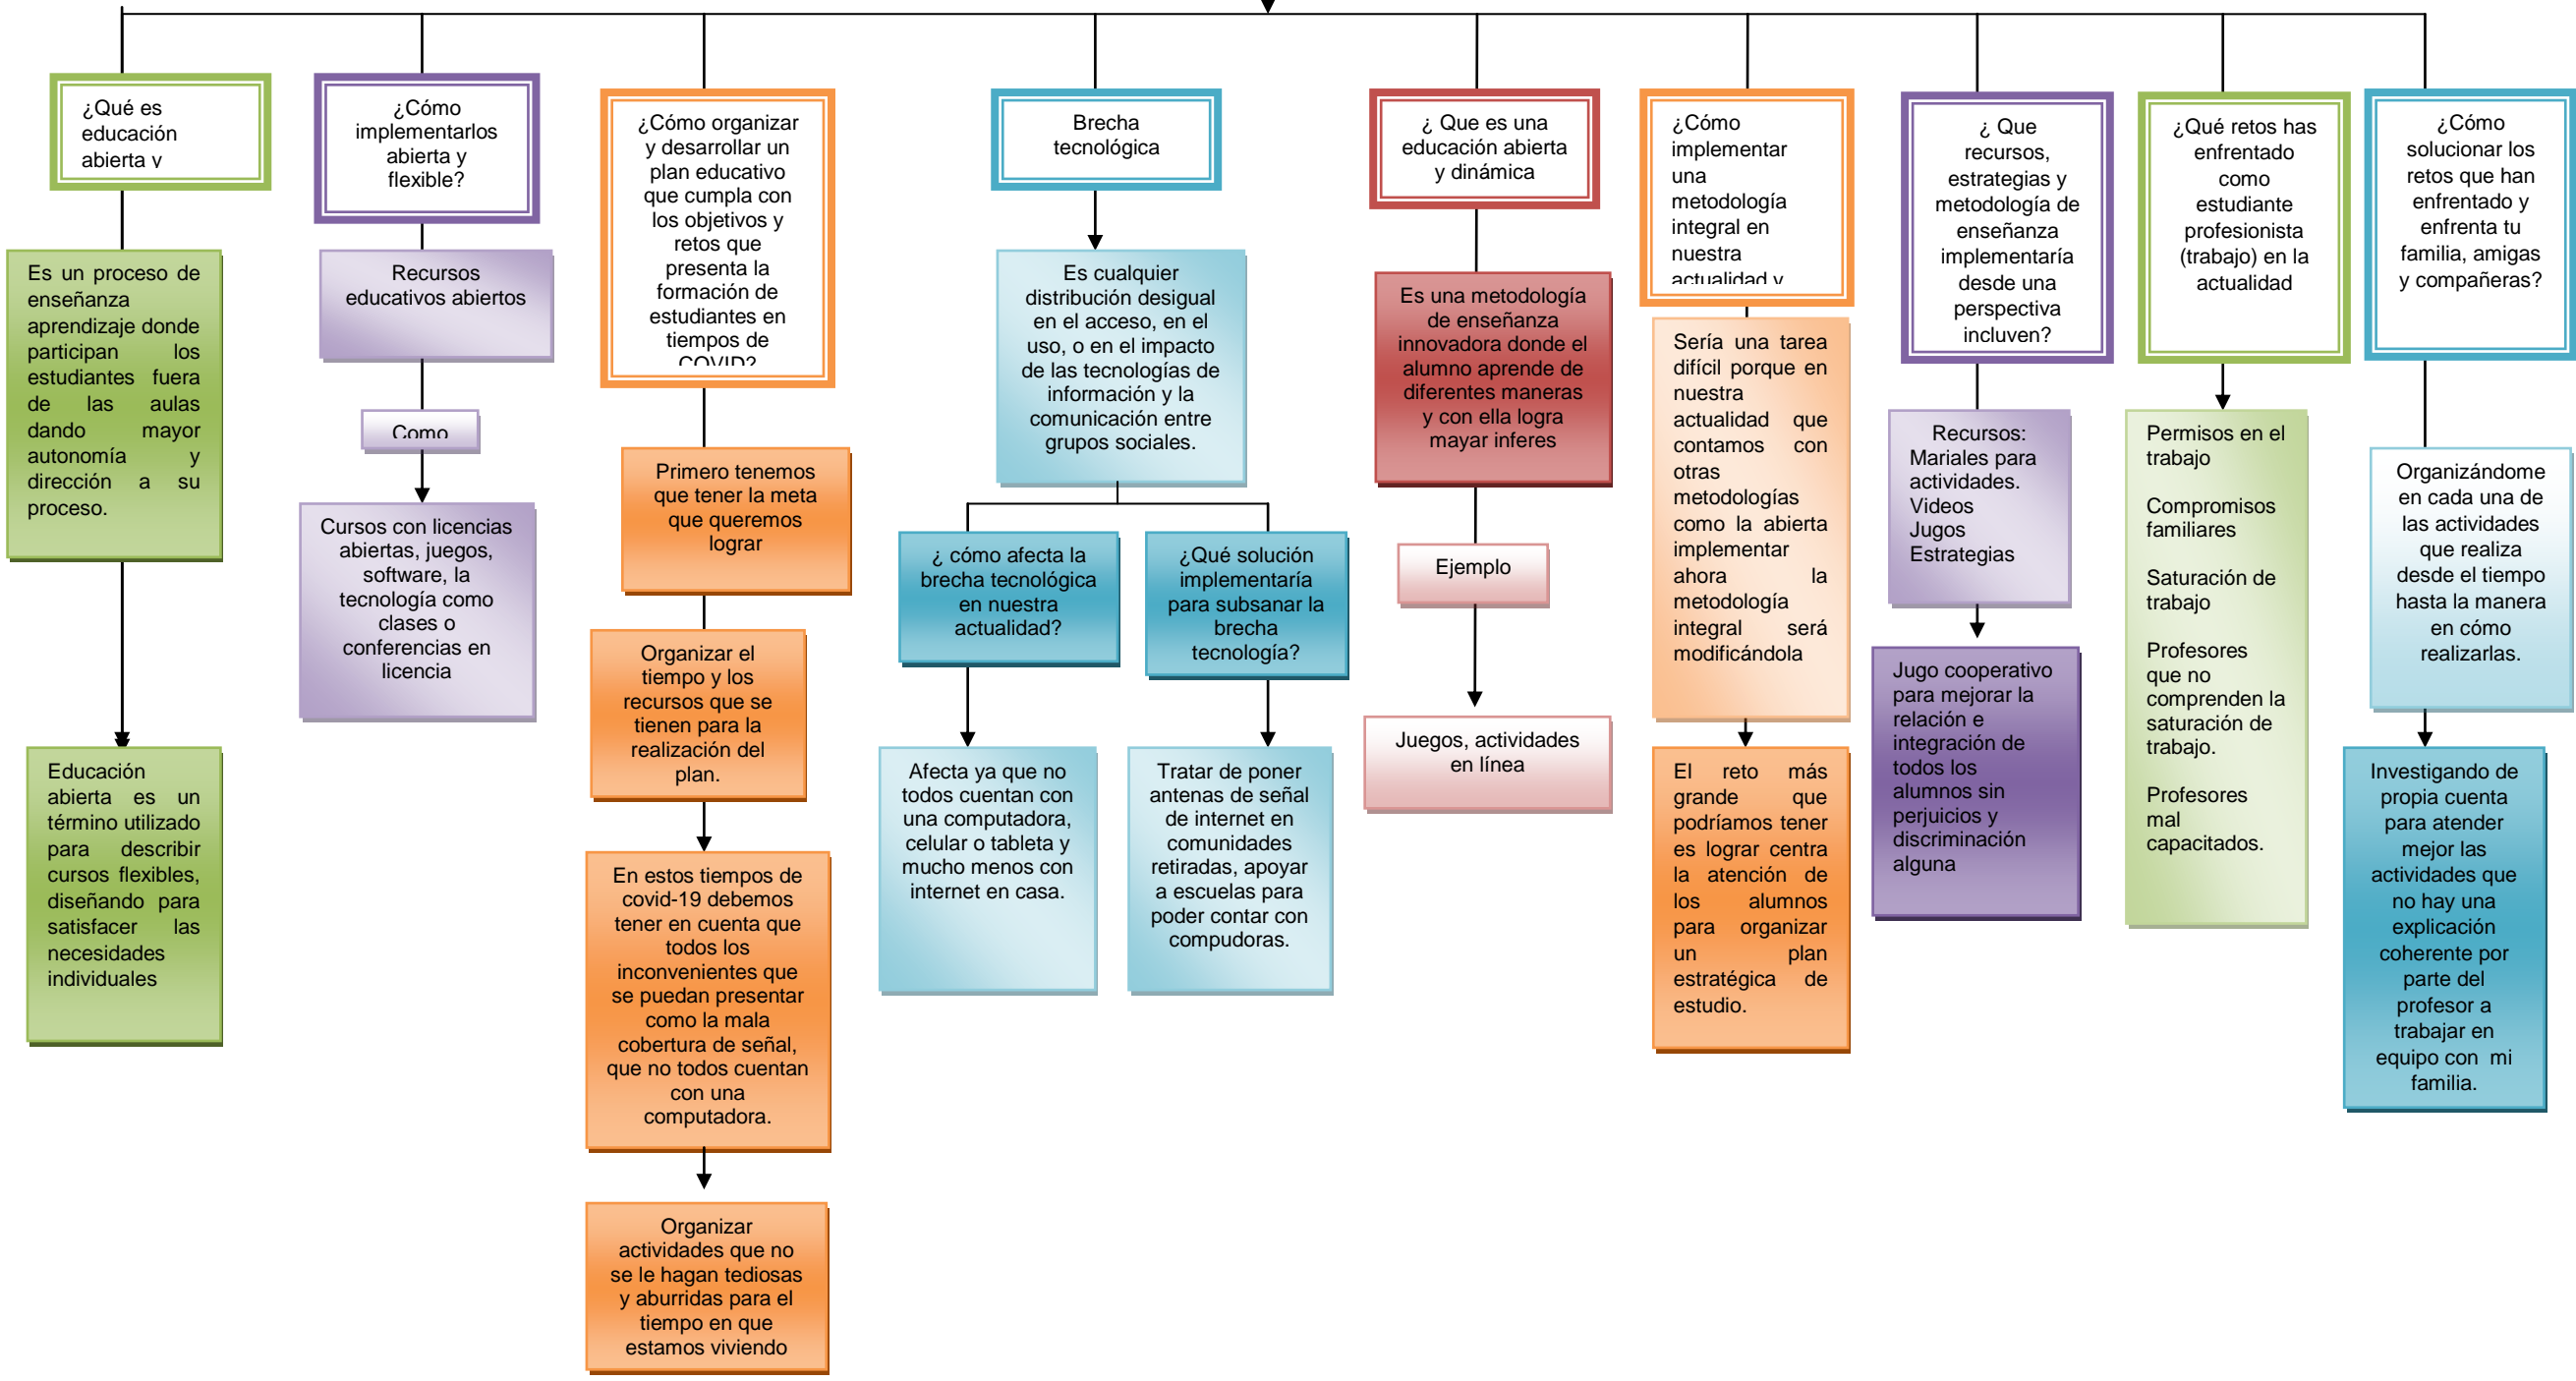 ¿Qué es
educación
abierta y
Es un proceso de
enseñanza
aprendizaje donde
participan los
estudiantes fuera
de las aulas
dando mayor
autonomía y
dirección a su
proceso.
Educación
abierta es un
término utilizado
para describir
cursos flexibles,
diseñando para
satisfacer las
necesidades
individuales
¿Cómo
implementarlos
abierta y
flexible?
Recursos
educativos abiertos
Como
Cursos con licencias
abiertas, juegos,
software, la
tecnología como
clases o
conferencias en
licencia
¿Cómo organizar
y desarrollar un
plan educativo
que cumpla con
los objetivos y
retos que
presenta la
formación de
estudiantes en
tiempos de
COVID?
Primero tenemos
que tener la meta
que queremos
lograr
Organizar el
tiempo y los
recursos que se
tienen para la
realización del
plan.
En estos tiempos de
covid-19 debemos
tener en cuenta que
todos los
inconvenientes que
se puedan presentar
como la mala
cobertura de señal,
que no todos cuentan
con una
computadora.
Organizar
actividades que no
se le hagan tediosas
y aburridas para el
tiempo en que
estamos viviendo
Brecha
tecnológica
Es cualquier
distribución desigual
en el acceso, en el
uso, o en el impacto
de las tecnologías de
información y la
comunicación entre
grupos sociales.
¿ cómo afecta la
brecha tecnológica
en nuestra
actualidad?
Afecta ya que no
todos cuentan con
una computadora,
celular o tableta y
mucho menos con
internet en casa.
¿Qué solución
implementaría
para subsanar la
brecha
tecnología?
Tratar de poner
antenas de señal
de internet en
comunidades
retiradas, apoyar
a escuelas para
poder contar con
compudoras.
¿ Que es una
educación abierta
y dinámica
Es una metodología
de enseñanza
innovadora donde el
alumno aprende de
diferentes maneras
y con ella logra
mayar inferes
Ejemplo
Juegos, actividades
en línea
¿Cómo
implementar
una
metodología
integral en
nuestra
actualidad y
Sería una tarea
difícil porque en
nuestra
actualidad que
contamos con
otras
metodologías
como la abierta
implementar
ahora la
metodología
integral será
modificándola
El reto más
grande que
podríamos tener
es lograr centra
la atención de
los alumnos
para organizar
un plan
estratégica de
estudio.
¿ Que
recursos,
estrategias y
metodología de
enseñanza
implementaría
desde una
perspectiva
incluven?
Recursos:
Mariales para
actividades.
Videos
Jugos
Estrategias
Jugo cooperativo
para mejorar la
relación e
integración de
todos los
alumnos sin
perjuicios y
discriminación
alguna
¿Qué retos has
enfrentado
como
estudiante
profesionista
(trabajo) en la
actualidad
Permisos en el
trabajo
Compromisos
familiares
Saturación de
trabajo
Profesores
que no
comprenden la
saturación de
trabajo.
Profesores
mal
capacitados.
¿Cómo
solucionar los
retos que han
enfrentado y
enfrenta tu
familia, amigas
y compañeras?
Organizándome
en cada una de
las actividades
que realiza
desde el tiempo
hasta la manera
en cómo
realizarlas.
Investigando de
propia cuenta
para atender
mejor las
actividades que
no hay una
explicación
coherente por
parte del
profesor a
trabajar en
equipo con mi
familia.